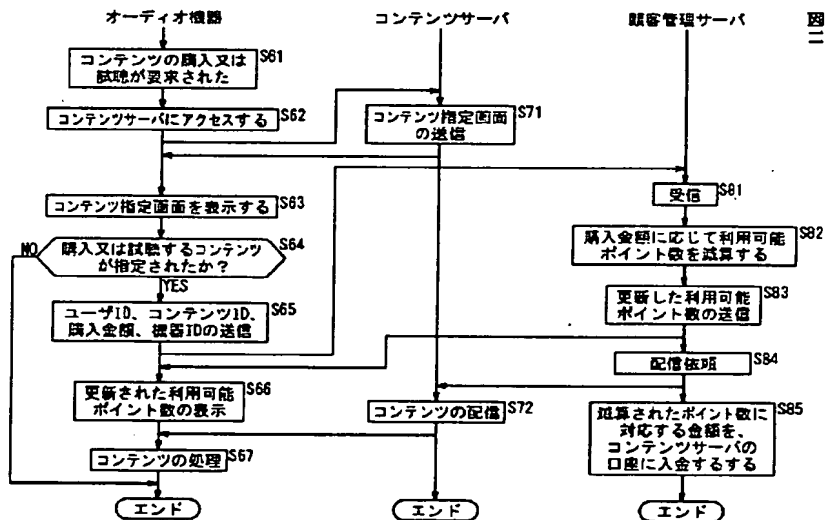 オーディオ機器
コンテンツサーバ
顧客管理サーバ
図11
コンテンツの購入又は
試聴が要求された
S61
コンテンツサーバにアクセスする
S62
コンテンツ指定画面
の送信
S71
コンテンツ指定画面を表示する
S63
購入又は試聴するコンテンツ
が指定されたか?
S64
NO
YES
ユーザID、コンテンツID、
購入金額、機器IDの送信
S65
更新された利用可能
ポイント数の表示
S66
コンテンツの処理
S67
エンド
コンテンツの配信
S72
エンド
受信
S81
購入金額に応じて利用可能
ポイント数を減算する
S82
更新した利用可能
ポイント数の送信
S83
配信依頼
S84
減算されたポイント数に
対応する金額を、
コンテンツサーバの
口座に入金するする
S85
エンド